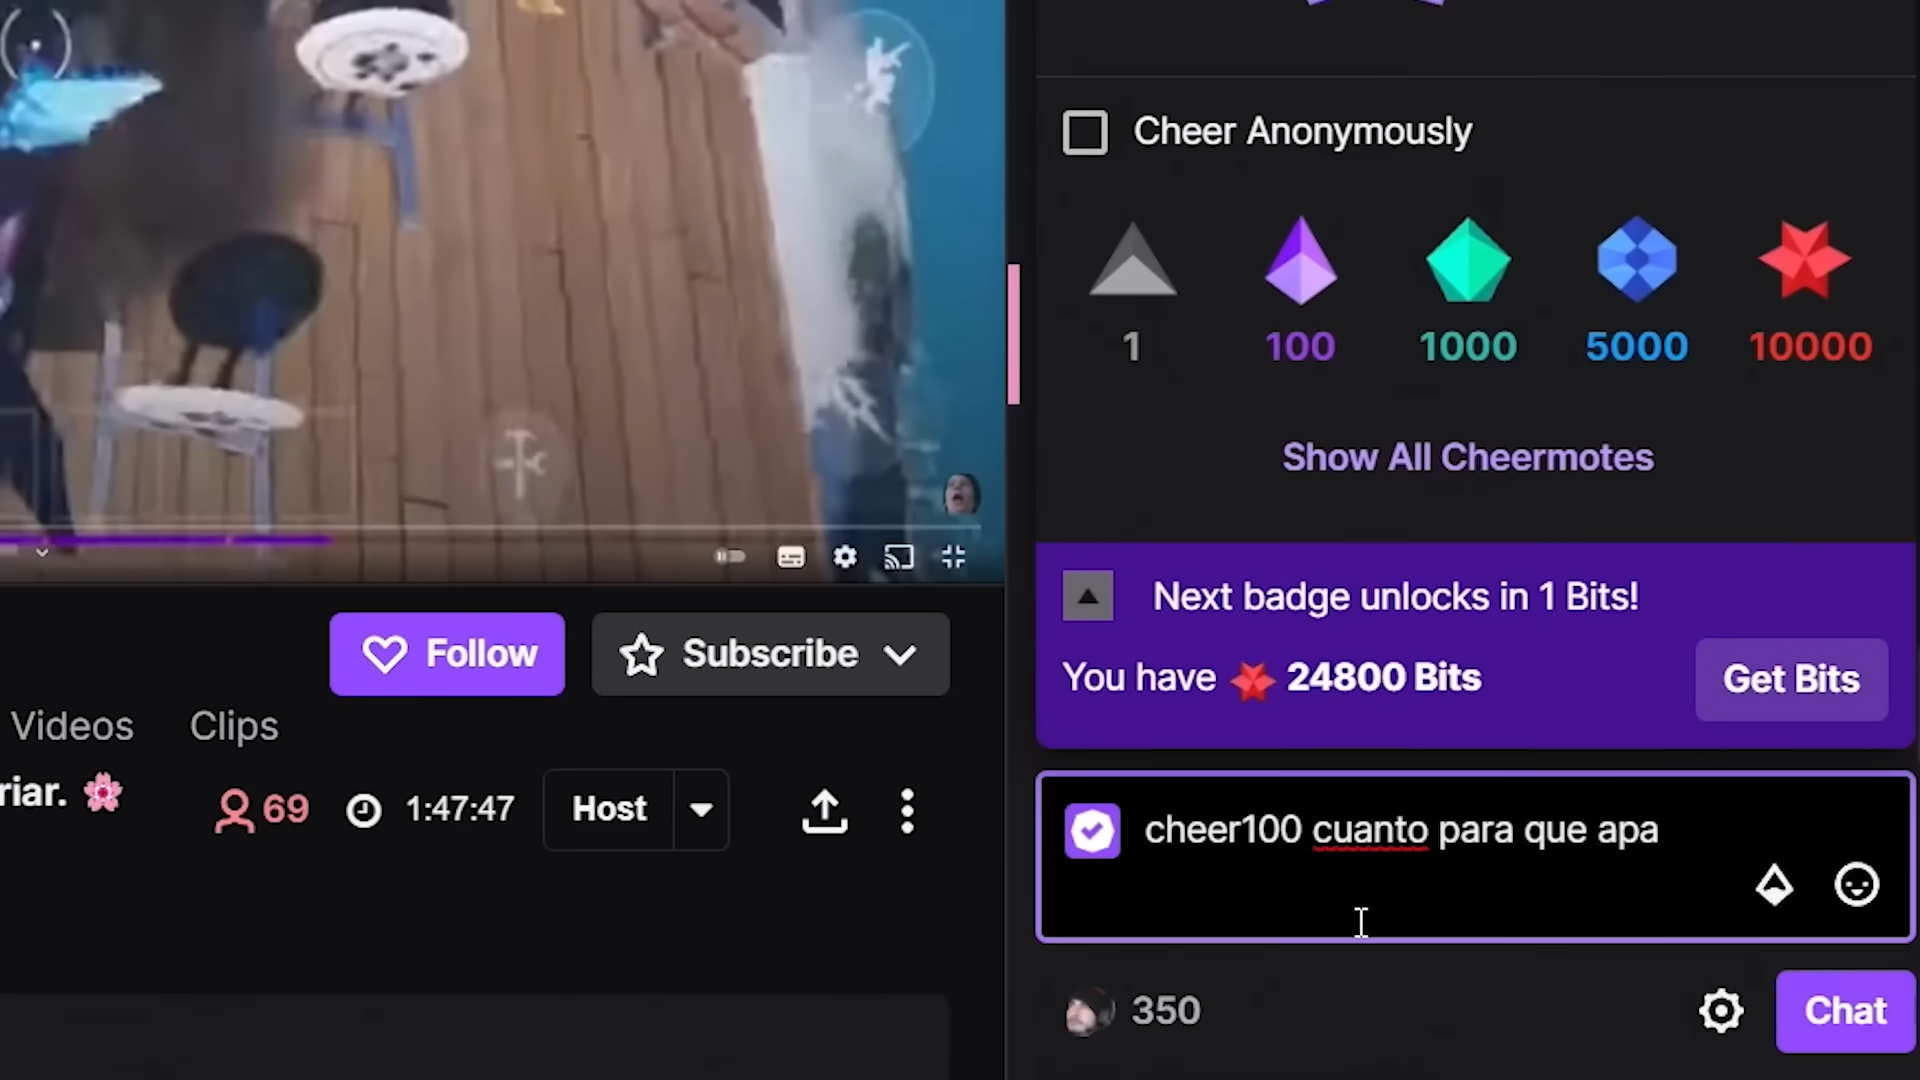 Cheer Anonymously
1 100 1000 5000 10000
Show All Cheermotes
Next badge unlocks in 1 Bits!
You have 24800 Bits
Get Bits
Follow
Subscribe
Videos
Clips
riar. 🌸
69
1:47:47
Host
cheer100 cuanto para que apa
350
Chat